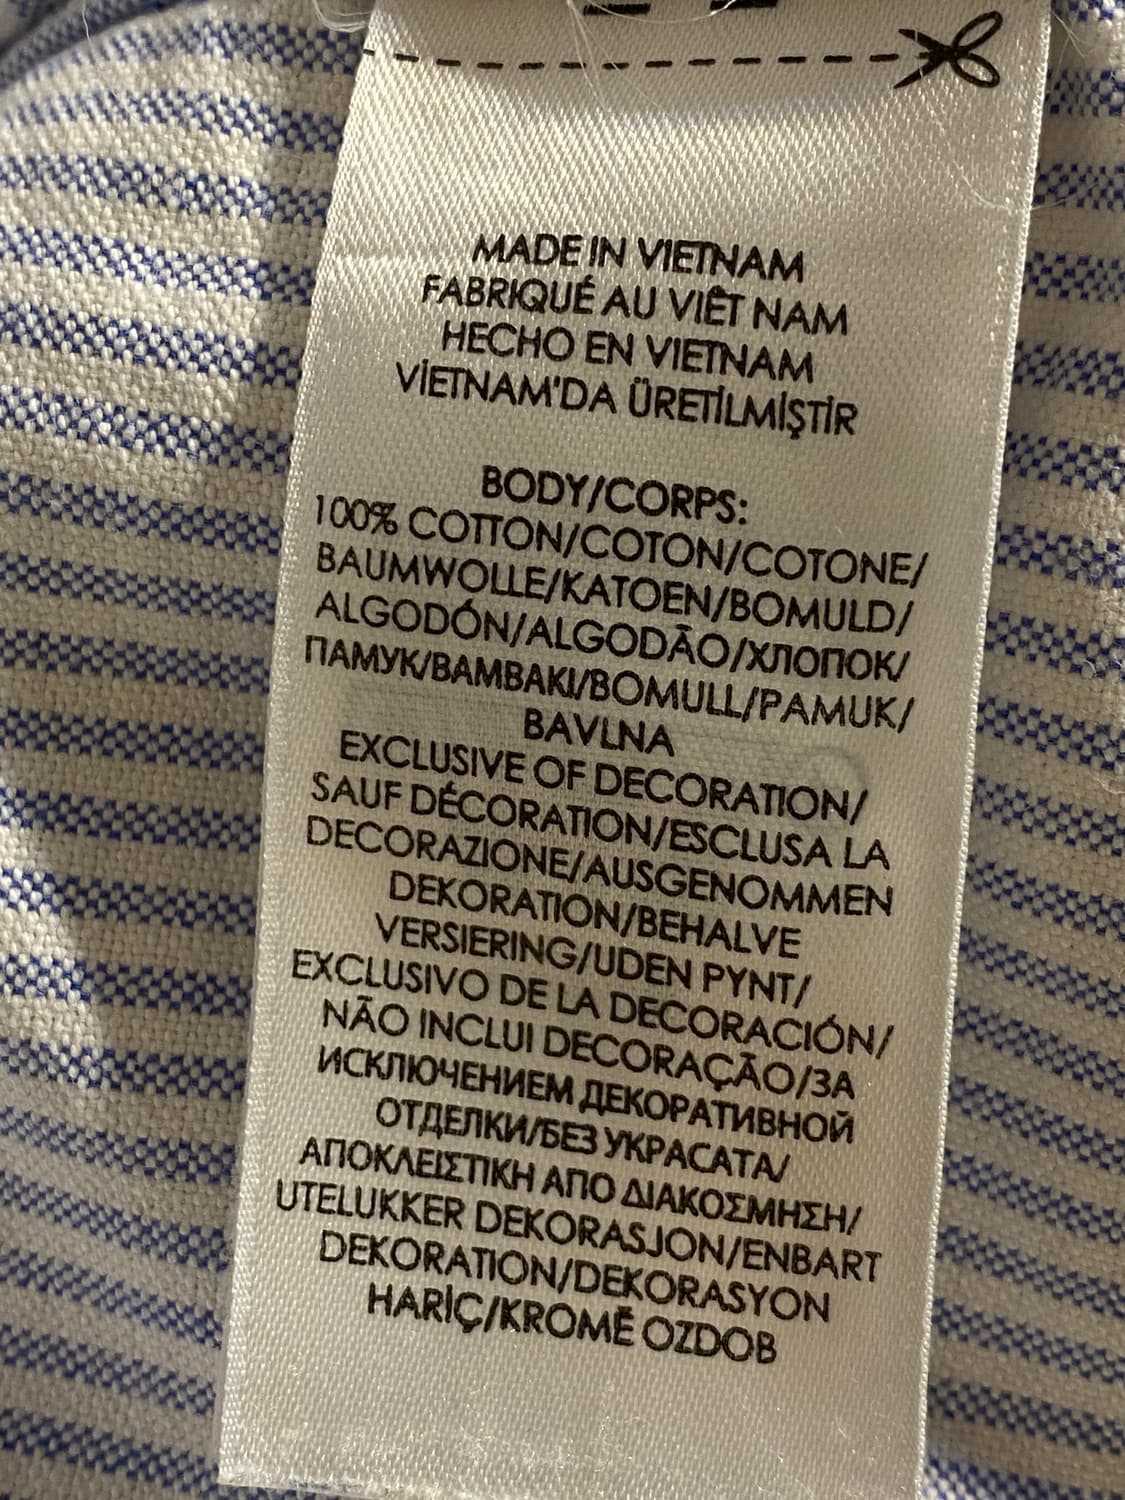 MADE IN VIETNAM
FABRIQUÉ AU VIÊT NAM
HECHO EN VIETNAM
VİETNAM'DA ÜRETİLMİŞTİR
BODY/CORPS:
100% COTTON/COTON/COTONE/
BAUMWOLLE/KATOEN/BOMULD/
ALGODÓN/ALGODÃO/ХЛОПОК/
ПАМУК/BAMBAKI/BOMULL/PAMUK/
BAVLNA
EXCLUSIVE OF DECORATION/
SAUF DÉCORATION/ESCLUSA LA
DECORAZIONE/AUSGENOMMEN
DEKORATION/BEHALVE
VERSIERING/UDEN PYNT/
EXCLUSIVO DE LA DECORACIÓN/
NÃO INCLUI DECORAÇÃO/ЗА
ИСКЛЮЧЕНИЕМ ДЕКОРАТИВНОЙ
ОТДЕЛКИ/БЕЗ УКРАСАТА/
ΑΠΟΚΛΕΙΣΤΙΚΗ ΑΠΟ ΔΙΑΚΟΣΜΗΣΗ/
UTELUKKER DEKORASJON/ENBART
DEKORATION/DEKORASYON
HARİÇ/KROMĚ OZDOB